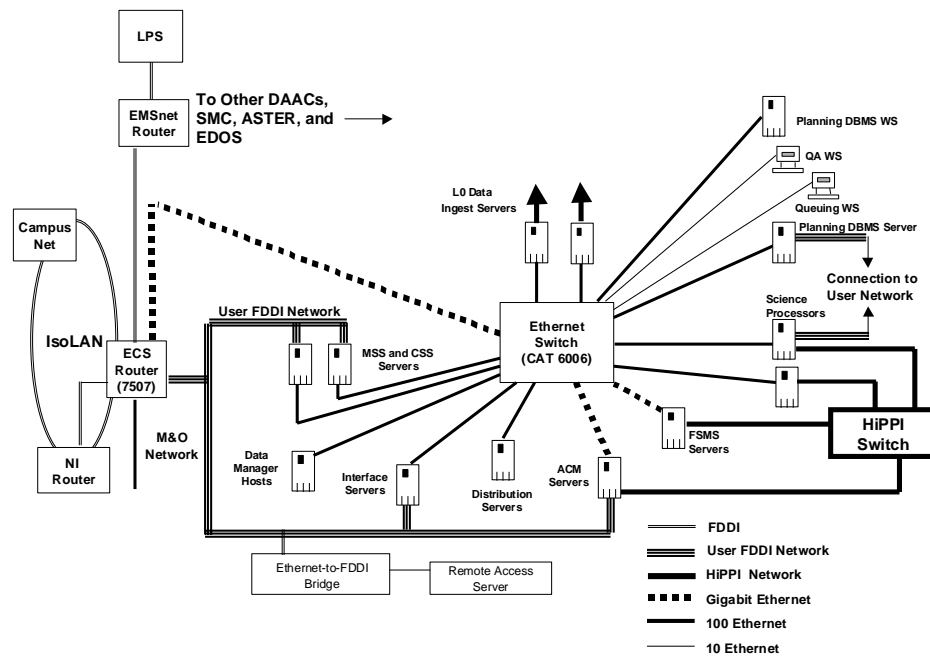 LPS
EMSnet
Router
To Other DAACs,
SMC, ASTER, and
EDOS
Planning DBMS WS
QA WS
L0 Data
Ingest Servers
Queuing WS
Campus
Net
Planning DBMS Server
Connection to
User Network
User FDDI Network
Science
Processors
Ethernet
Switch
(CAT 6006)
IsoLAN
ECS
Router
(7507)
MSS and CSS
Servers
HiPPI
Switch
M&O
Network
FSMS
Servers
NI
Router
Data
Manager
Hosts
Interface
Servers
Distribution
Servers
ACM
Servers
FDDI
User FDDI Network
HiPPI Network
Gigabit Ethernet
100 Ethernet
10 Ethernet
Ethernet-to-FDDI
Bridge
Remote Access
Server